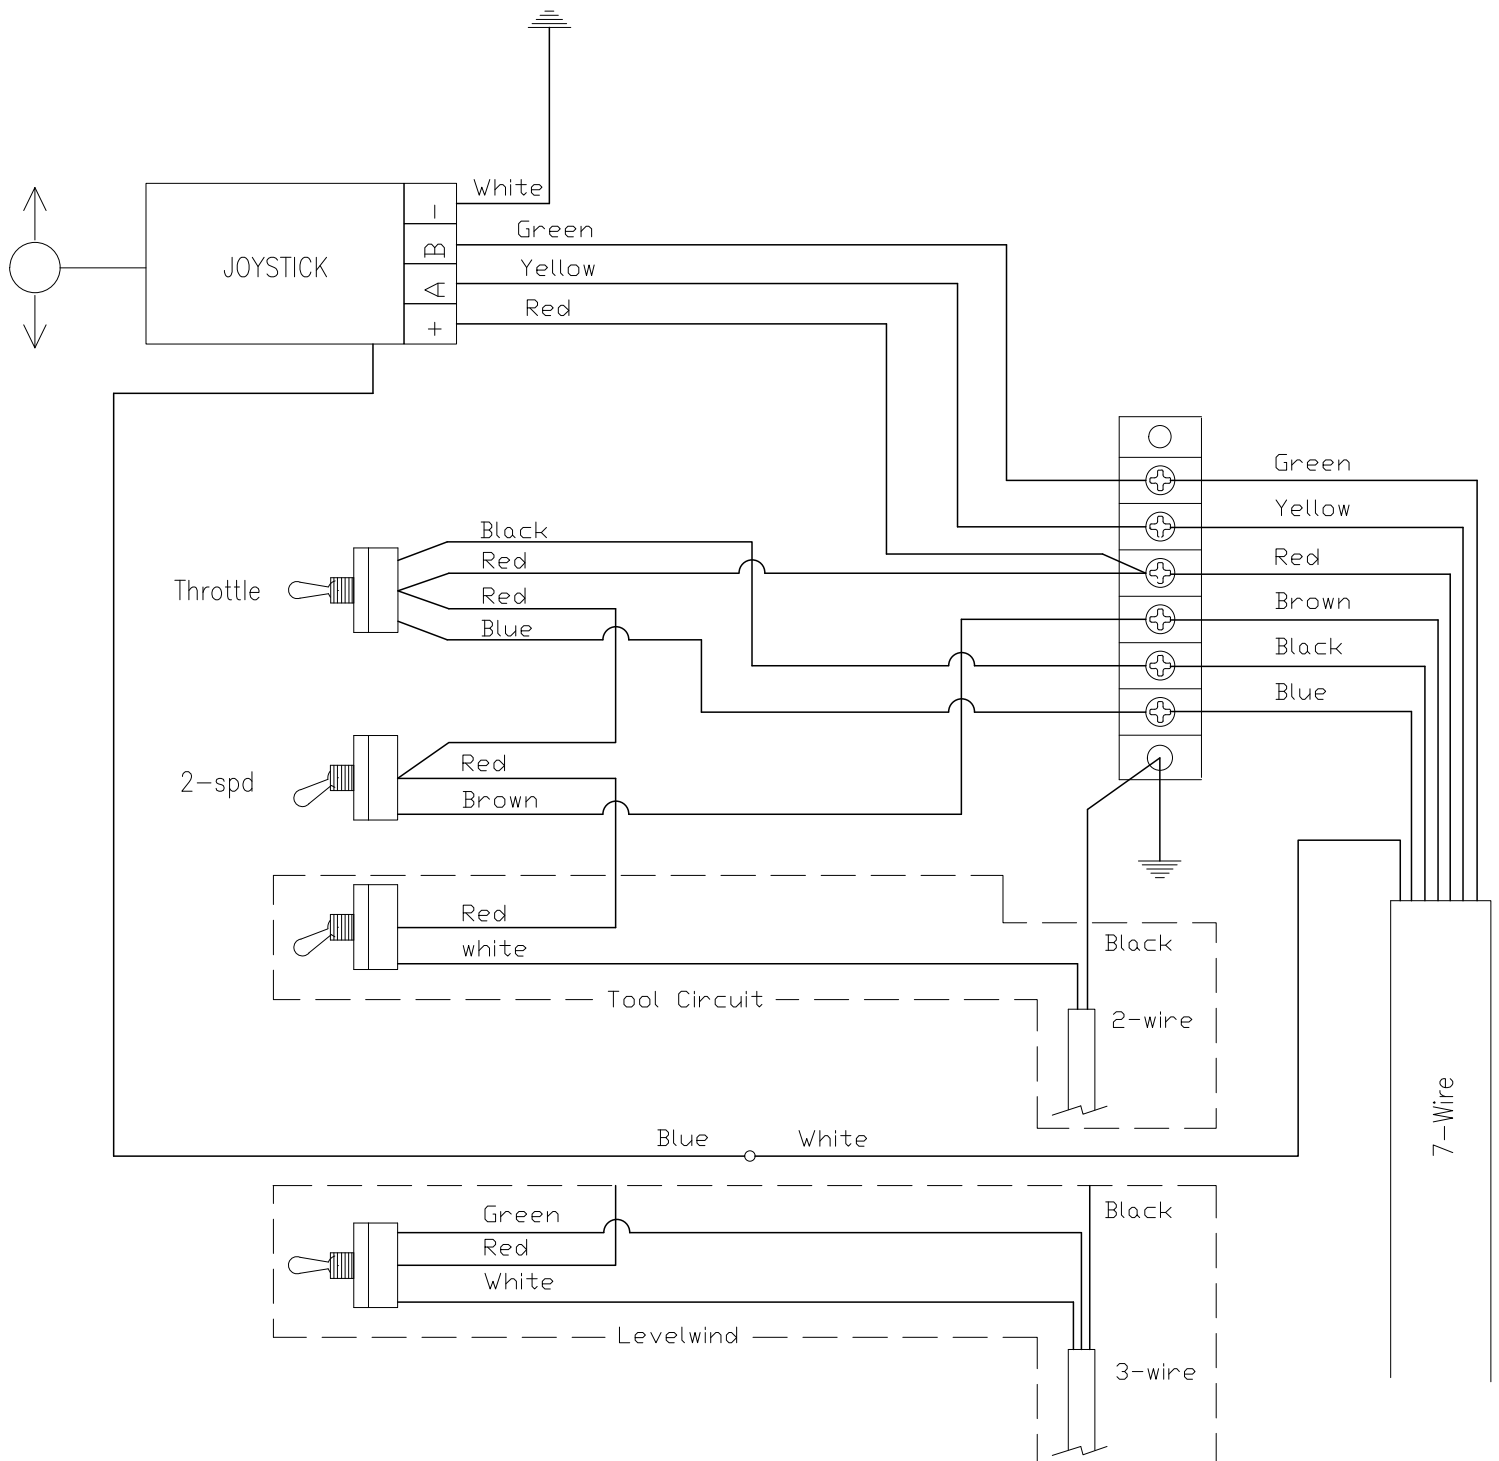 White
–
Green
B
JOYSTICK
Yellow
A
Red
+
Green
Yellow
Black
Red
Red
Throttle
Red
Brown
Blue
Black
Blue
Red
2-spd
Brown
Red
white
Black
Tool Circuit
2-wire
7-Wire
Blue
White
Green
Black
Red
White
Levelwind
3-wire